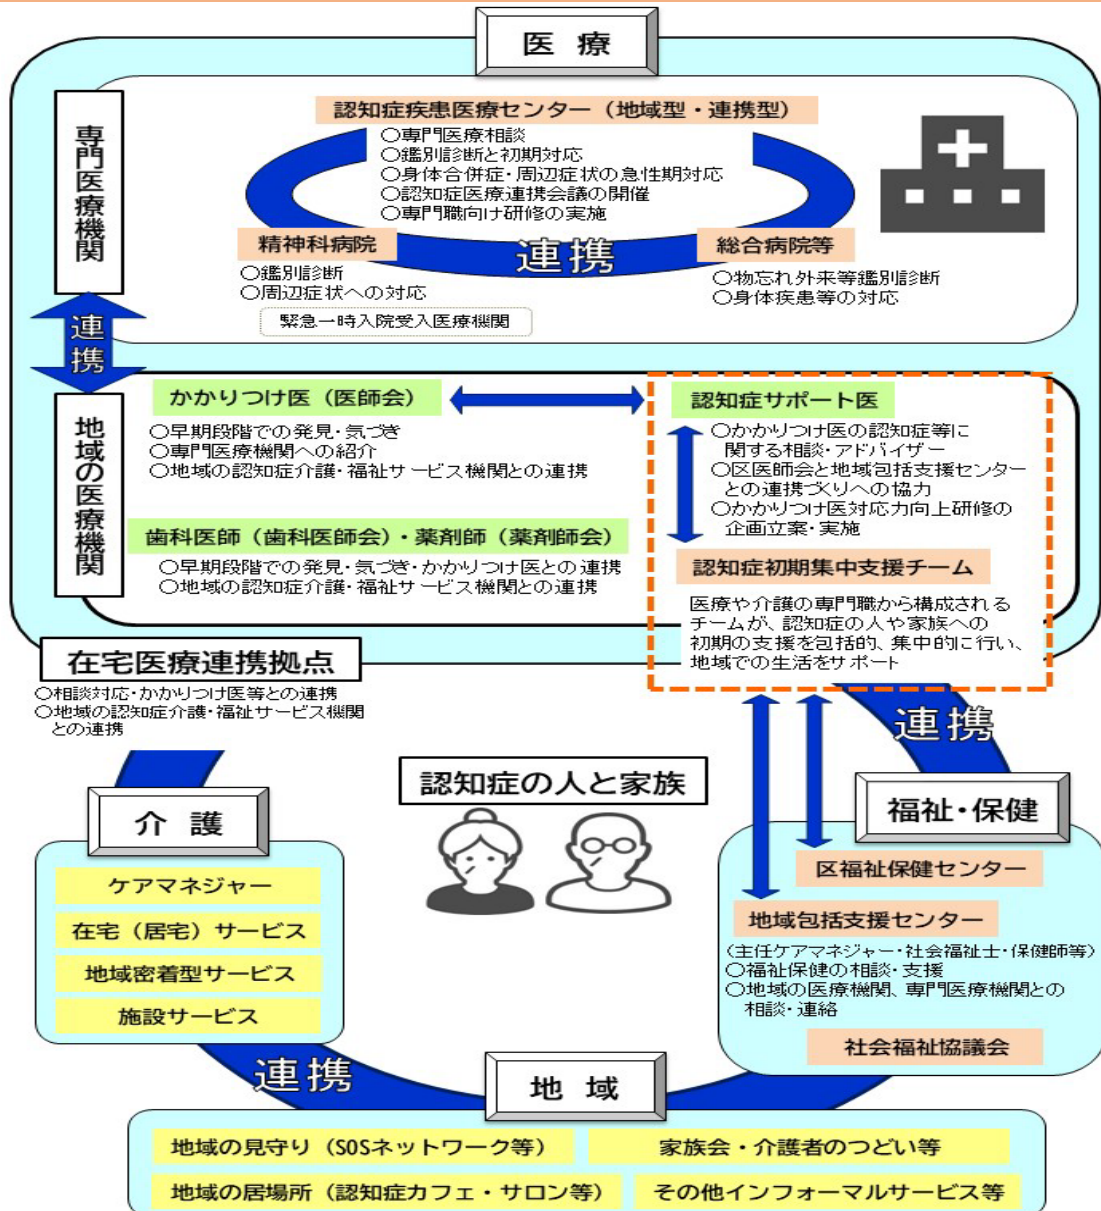 医療
専門医療機関
認知症疾患医療センター（地域型・連携型）
○専門医療相談
○鑑別診断と初期対応
○身体合併症・周辺症状の急性期対応
○認知症医療連携会議の開催
○専門職向け研修の実施
連携
精神科病院
○鑑別診断
○周辺症状への対応
緊急一時入院受入医療機関
総合病院等
○物忘れ外来等鑑別診断
○身体疾患等の対応
連携
地域の医療機関
かかりつけ医（医師会）
○早期段階での発見・気づき
○専門医療機関への紹介
○地域の認知症介護・福祉サービス機関との連携
歯科医師（歯科医師会）・薬剤師（薬剤師会）
○早期段階での発見・気づき・かかりつけ医との連携
○地域の認知症介護・福祉サービス機関との連携
認知症サポート医
○かかりつけ医の認知症等に
関する相談・アドバイザー
○区医師会と地域包括支援センター
との連携づくりへの協力
○かかりつけ医対応力向上研修の
企画立案・実施
認知症初期集中支援チーム
医療や介護の専門職から構成される
チームが、認知症の人や家族への
初期の支援を包括的、集中的に行い、
地域での生活をサポート
在宅医療連携拠点
○相談対応・かかりつけ医等との連携
○地域の認知症介護・福祉サービス機関
との連携
連携
認知症の人と家族
介護
ケアマネジャー
在宅（居宅）サービス
地域密着型サービス
施設サービス
福祉・保健
区福祉保健センター
地域包括支援センター
（主任ケアマネジャー・社会福祉士・保健師等）
○福祉保健の相談・支援
○地域の医療機関、専門医療機関との
相談・連絡
社会福祉協議会
連携
地域
地域の見守り（SOSネットワーク等）
家族会・介護者のつどい等
地域の居場所（認知症カフェ・サロン等）
その他インフォーマルサービス等